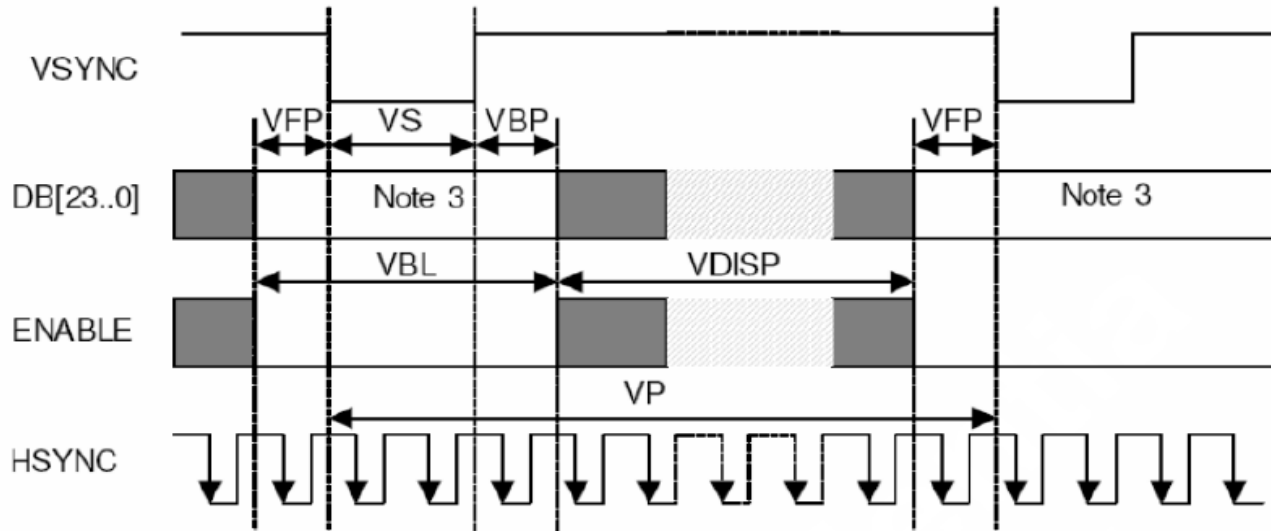 VSYNC
VFP VS VBP VFP
DB[23..0] Note 3 Note 3
VBL VDISP
ENABLE
VP
HSYNC